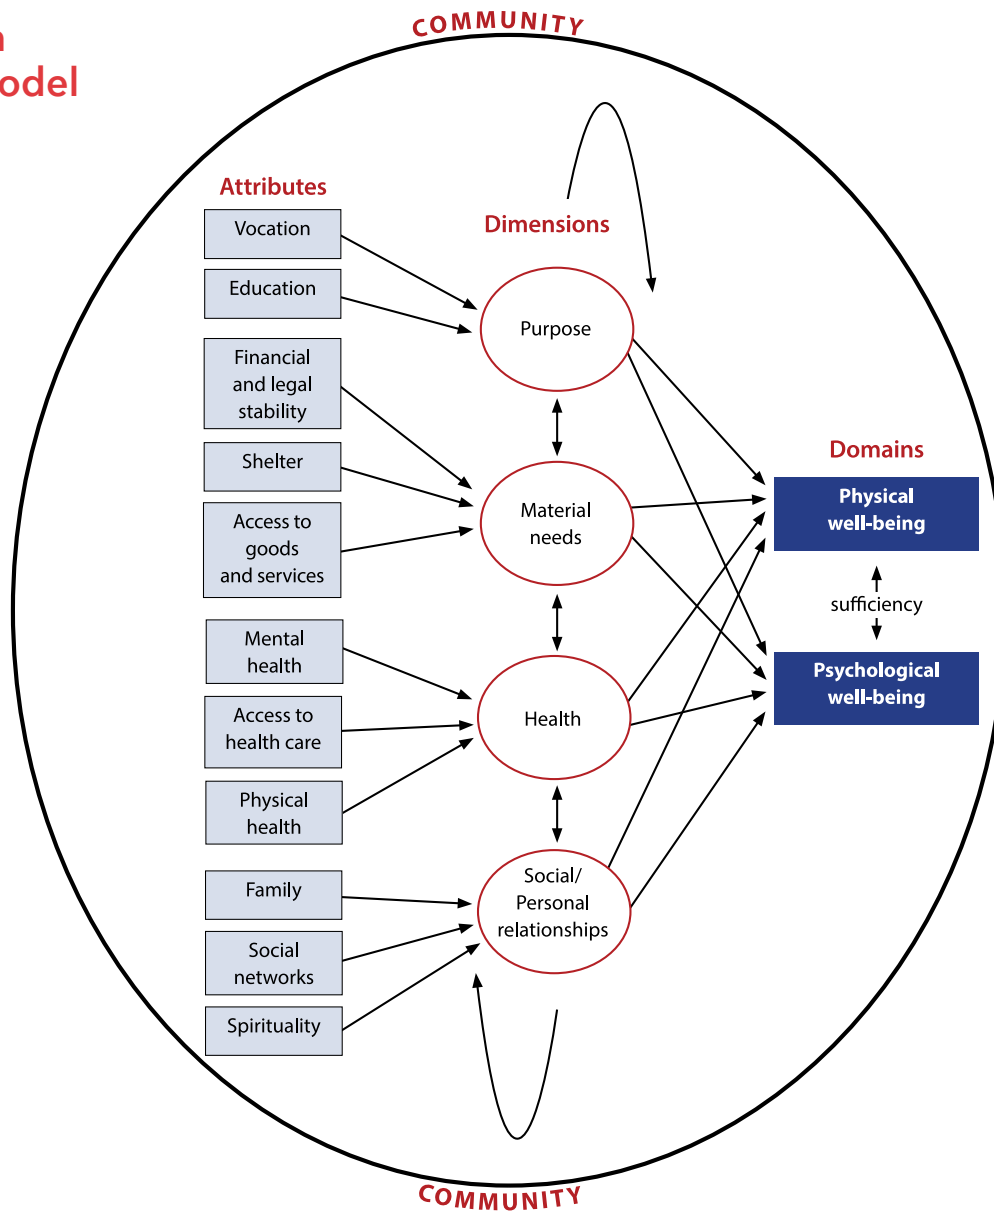 odel
COMMUNITY
Attributes
Vocation
Education
Financial
and legal
stability
Shelter
Access to
goods
and services
Mental
health
Access to
health care
Physical
health
Family
Social
networks
Spirituality
Dimensions
Purpose
Material
needs
Health
Social/
Personal
relationships
Domains
Physical
well-being
sufficiency
Psychological
well-being
COMMUNITY